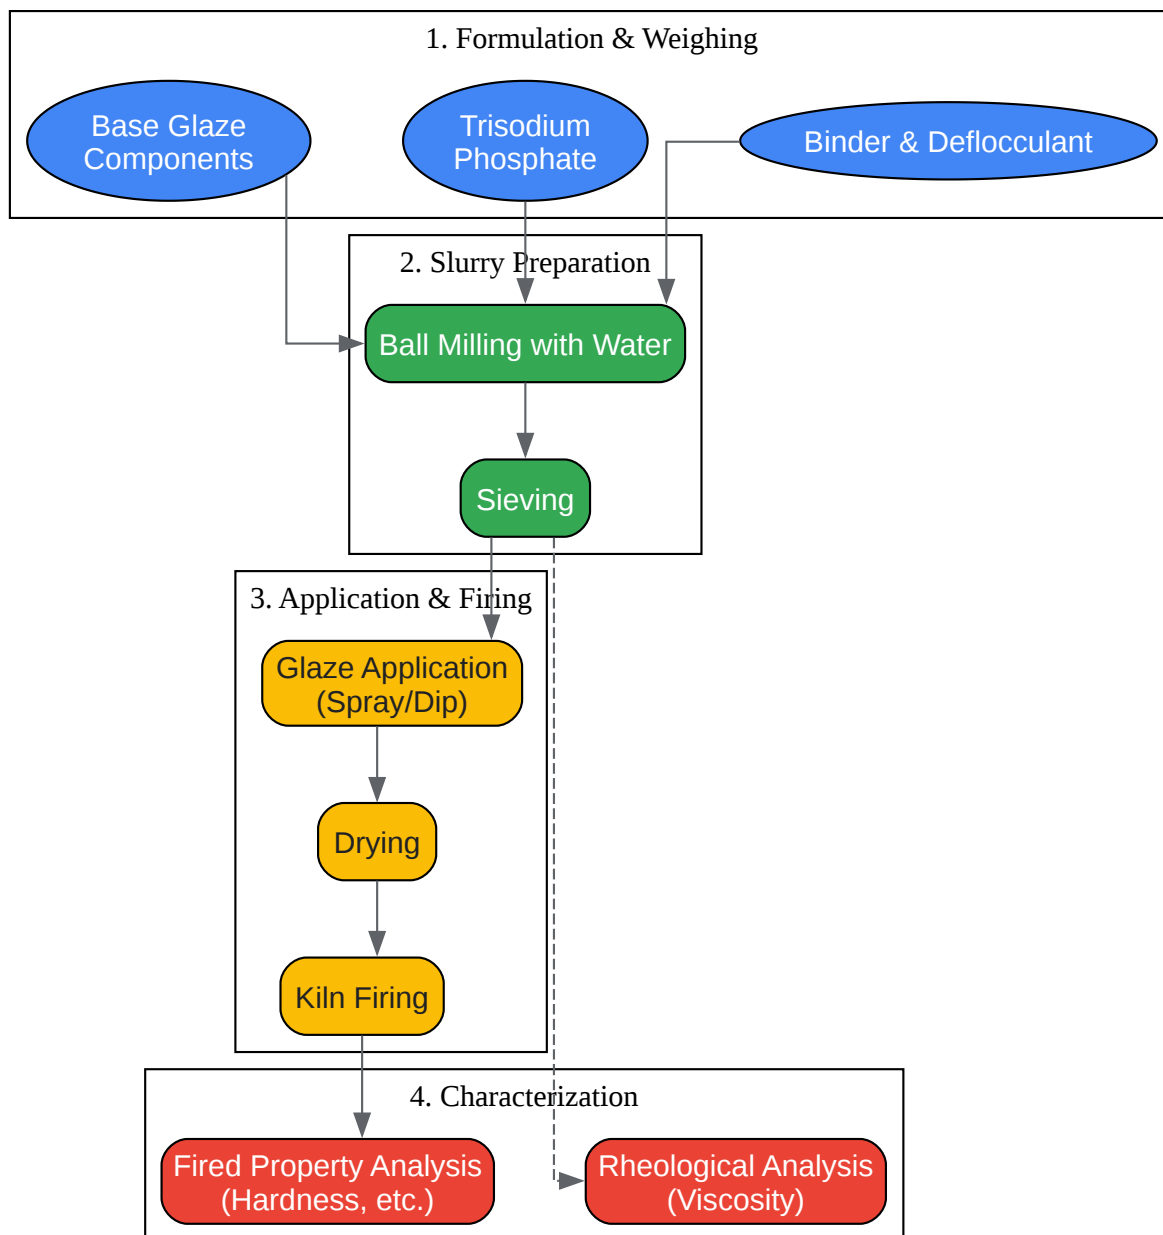 1. Formulation & Weighing
Base Glaze
Components
Trisodium
Phosphate
Binder & Deflocculant
2. Slurry Preparation
Ball Milling with Water
Sieving
3. Application & Firing
Glaze Application
(Spray/Dip)
Drying
Kiln Firing
4. Characterization
Fired Property Analysis
(Hardness, etc.)
Rheological Analysis
(Viscosity)